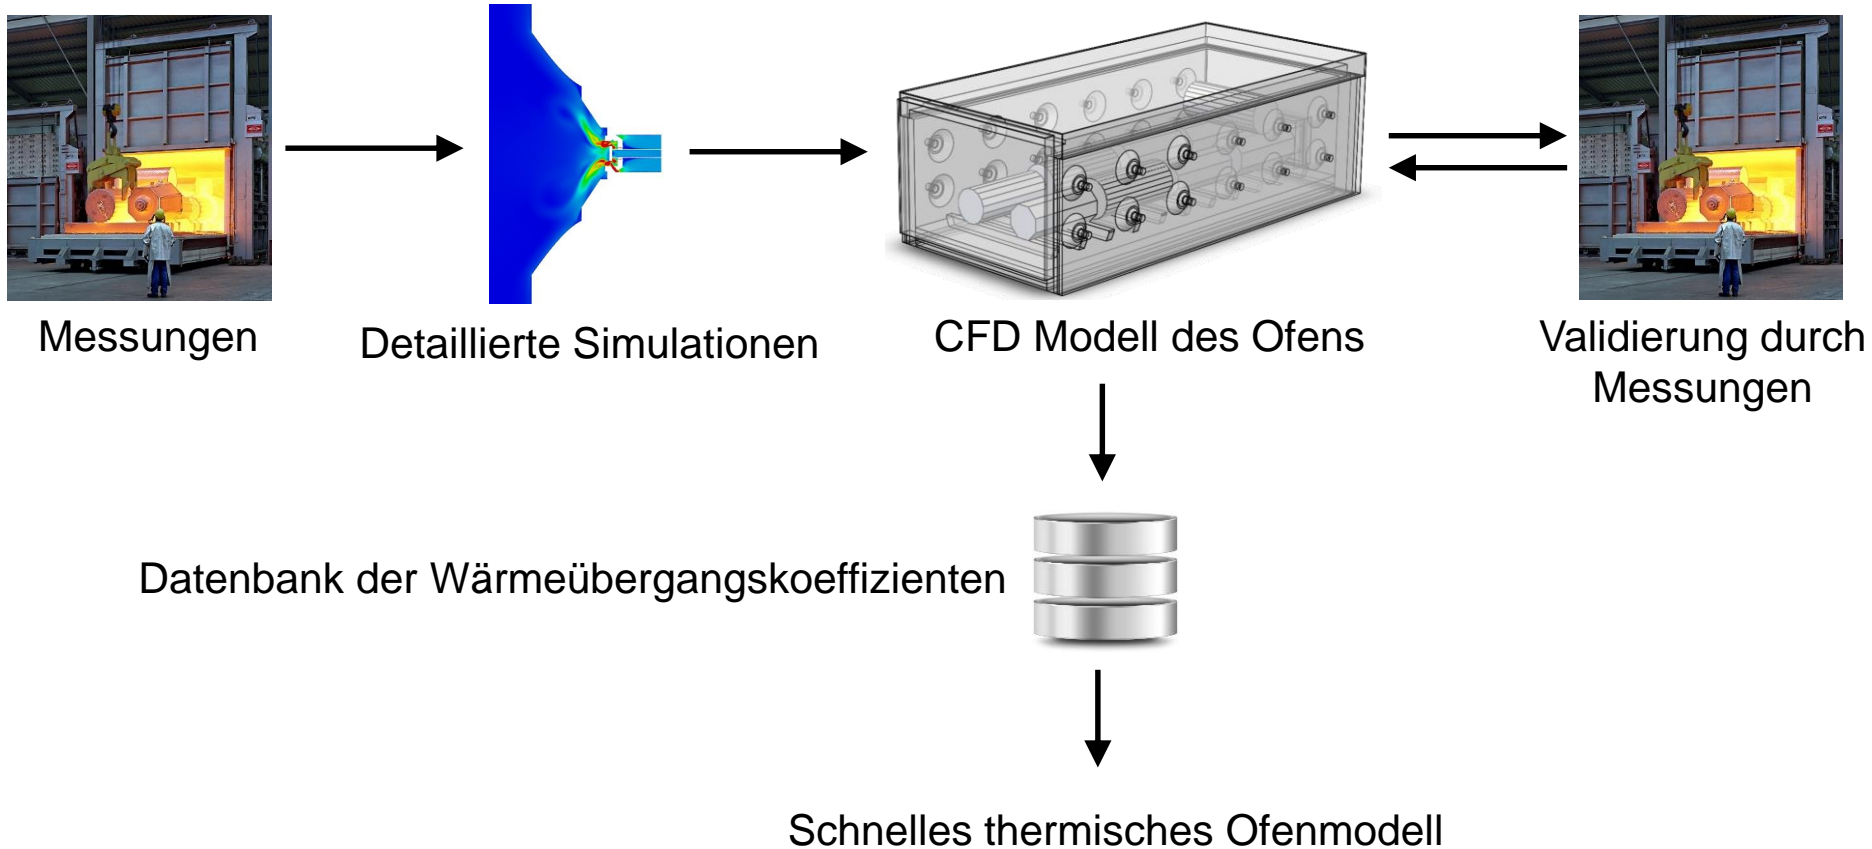 Messungen
Detaillierte Simulationen
CFD Modell des Ofens
Validierung durch
Messungen
Datenbank der Wärmeübergangskoeffizienten
Schnelles thermisches Ofenmodell